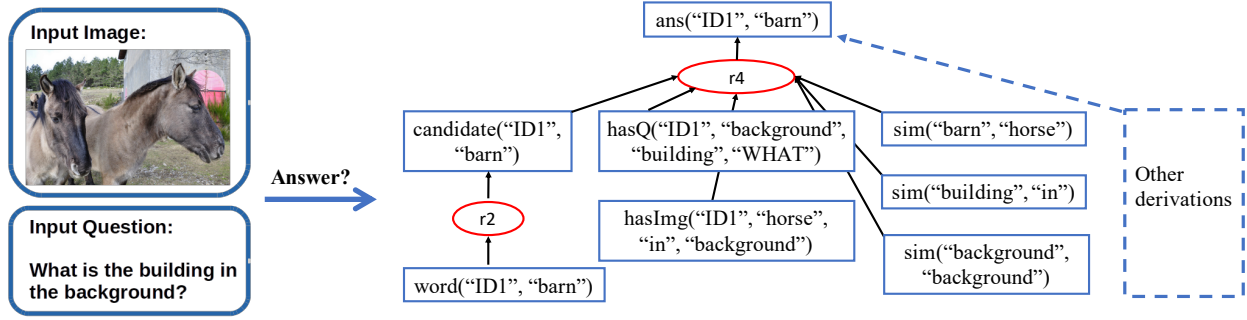 Input Image:
Input Question:
What is the building in
the background?
Answer?
ans(“ID1”, “barn”)
r4
candidate(“ID1”,
“barn”)
hasQ(“ID1”, “background”,
“building”, “WHAT”)
sim(“barn”, “horse”)
r2
hasImg(“ID1”, “horse”,
“in”, “background”)
sim(“building”, “in”)
word(“ID1”, “barn”)
sim(“background”,
“background”)
Other
derivations